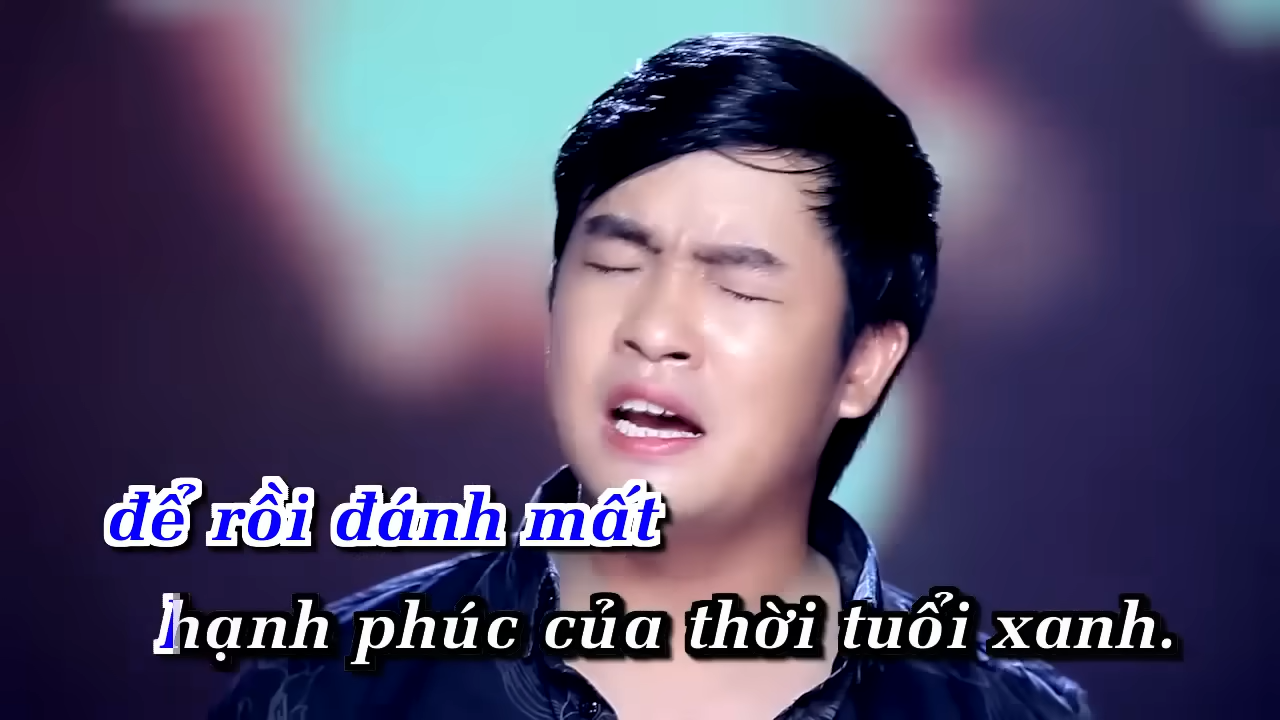 để rồi đánh mất
hạnh phúc của thời tuổi xanh.